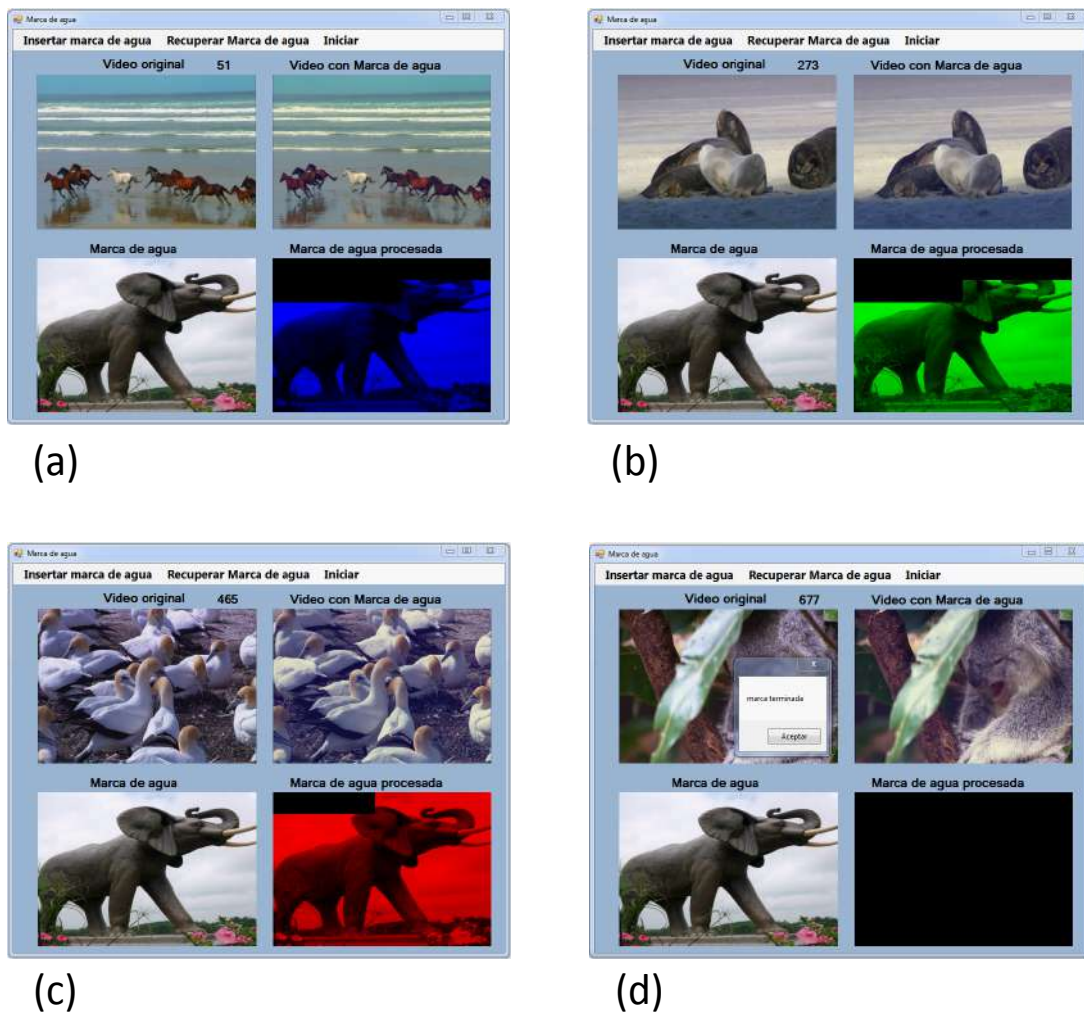 Marca de agua
Insertar marca de agua Recuperar Marca de agua Iniciar
Video original 51 Video con Marca de agua
Marca de agua Marca de agua procesada
(a)
Marca de agua
Insertar marca de agua Recuperar Marca de agua Iniciar
Video original 273 Video con Marca de agua
Marca de agua Marca de agua procesada
(b)
Marca de agua
Insertar marca de agua Recuperar Marca de agua Iniciar
Video original 465 Video con Marca de agua
Marca de agua Marca de agua procesada
(c)
Marca de agua
Insertar marca de agua Recuperar Marca de agua Iniciar
Video original 677 Video con Marca de agua
marca terminada
Aceptar
Marca de agua Marca de agua procesada
(d)